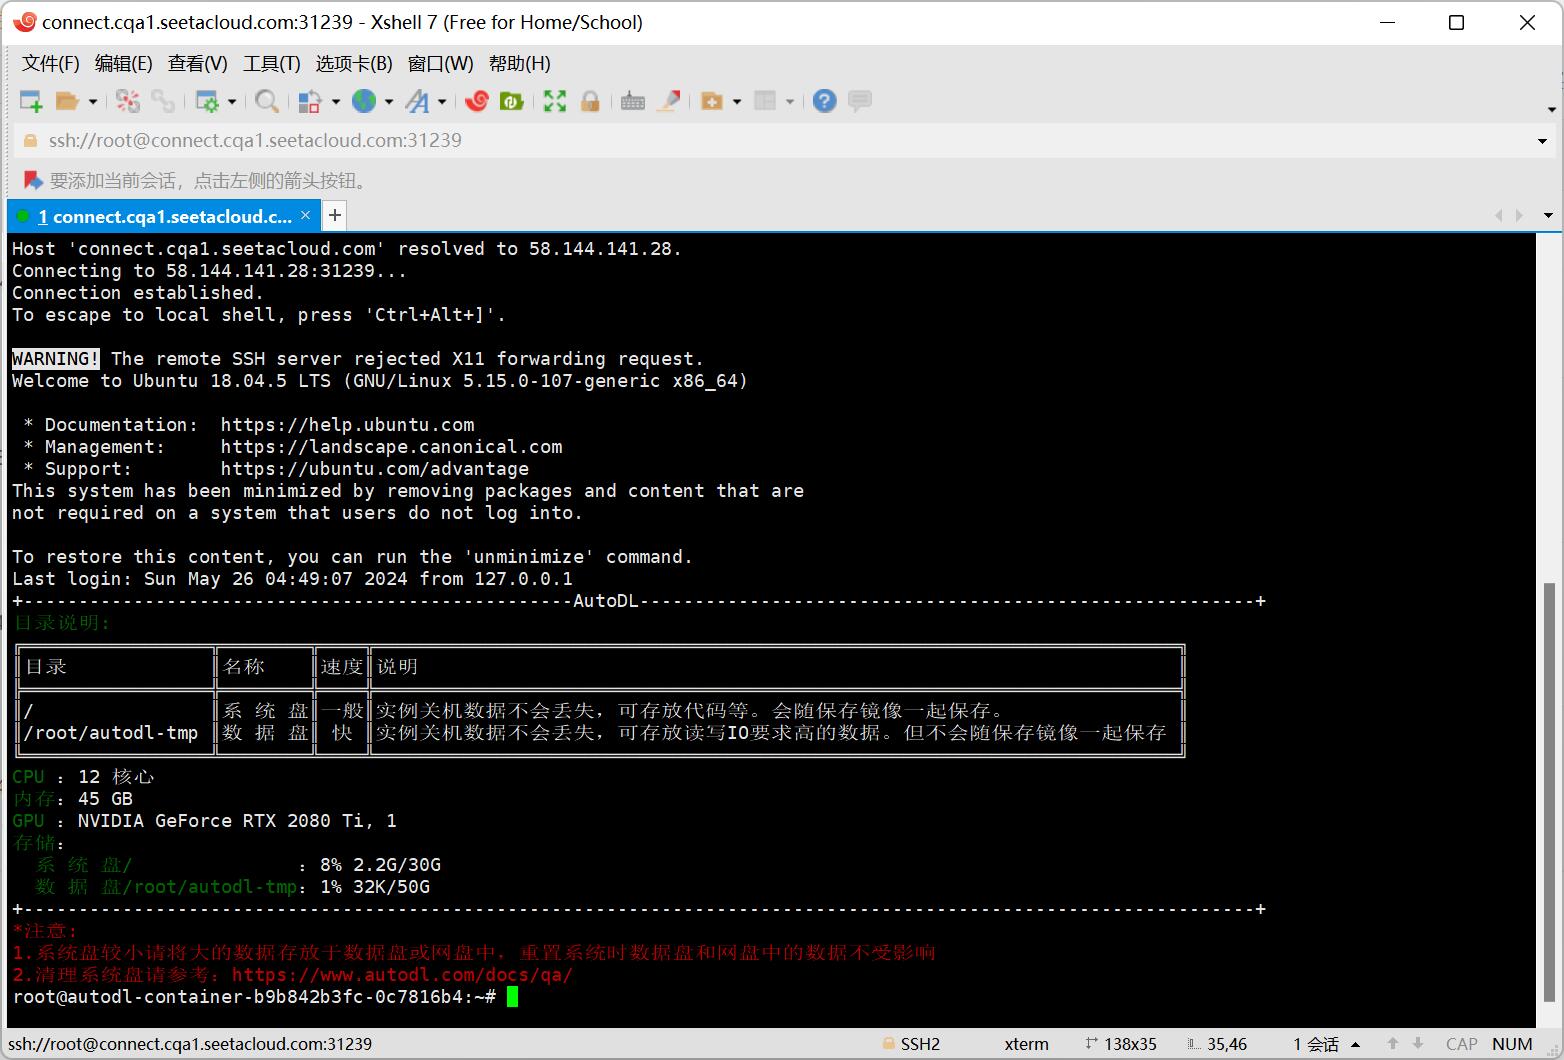 connect.cqa1.seetacloud.com:31239 - Xshell 7 (Free for Home/School)
文件(F) 编辑(E) 查看(V) 工具(T) 选项卡(B) 窗口(W) 帮助(H)
ssh://root@connect.cqa1.seetacloud.com:31239
要添加当前会话，点击左侧的箭头按钮。
1 connect.cqa1.seetacloud.c... × +
Host 'connect.cqa1.seetacloud.com' resolved to 58.144.141.28.
Connecting to 58.144.141.28:31239...
Connection established.
To escape to local shell, press 'Ctrl+Alt+]'.
WARNING! The remote SSH server rejected X11 forwarding request.
Welcome to Ubuntu 18.04.5 LTS (GNU/Linux 5.15.0-107-generic x86_64)
* Documentation:  https://help.ubuntu.com
* Management:     https://landscape.canonical.com
* Support:        https://ubuntu.com/advantage
This system has been minimized by removing packages and content that are
not required on a system that users do not log into.
To restore this content, you can run the 'unminimize' command.
Last login: Sun May 26 04:49:07 2024 from 127.0.0.1
+--------------------------------------------------AutoDL--------------------------------------------------------+
目录说明:
目录 名称 速度 说明
/ 系 统 盘 一般 实例关机数据不会丢失，可存放代码等。会随保存镜像一起保存。
/root/autodl-tmp 数 据 盘 快 实例关机数据不会丢失，可存放读写IO要求高的数据。但不会随保存镜像一起保存
CPU ：12 核心
内存：45 GB
GPU ：NVIDIA GeForce RTX 2080 Ti, 1
存储：
系 统 盘/               ：8% 2.2G/30G
数 据 盘/root/autodl-tmp：1% 32K/50G
+----------------------------------------------------------------------------------------------------------------+
*注意:
1.系统盘较小请将大的数据存放于数据盘或网盘中，重置系统时数据盘和网盘中的数据不受影响
2.清理系统盘请参考：https://www.autodl.com/docs/qa/
root@autodl-container-b9b842b3fc-0c7816b4:~#
ssh://root@connect.cqa1.seetacloud.com:31239 SSH2 xterm 138x35 35,46 1 会话 CAP NUM